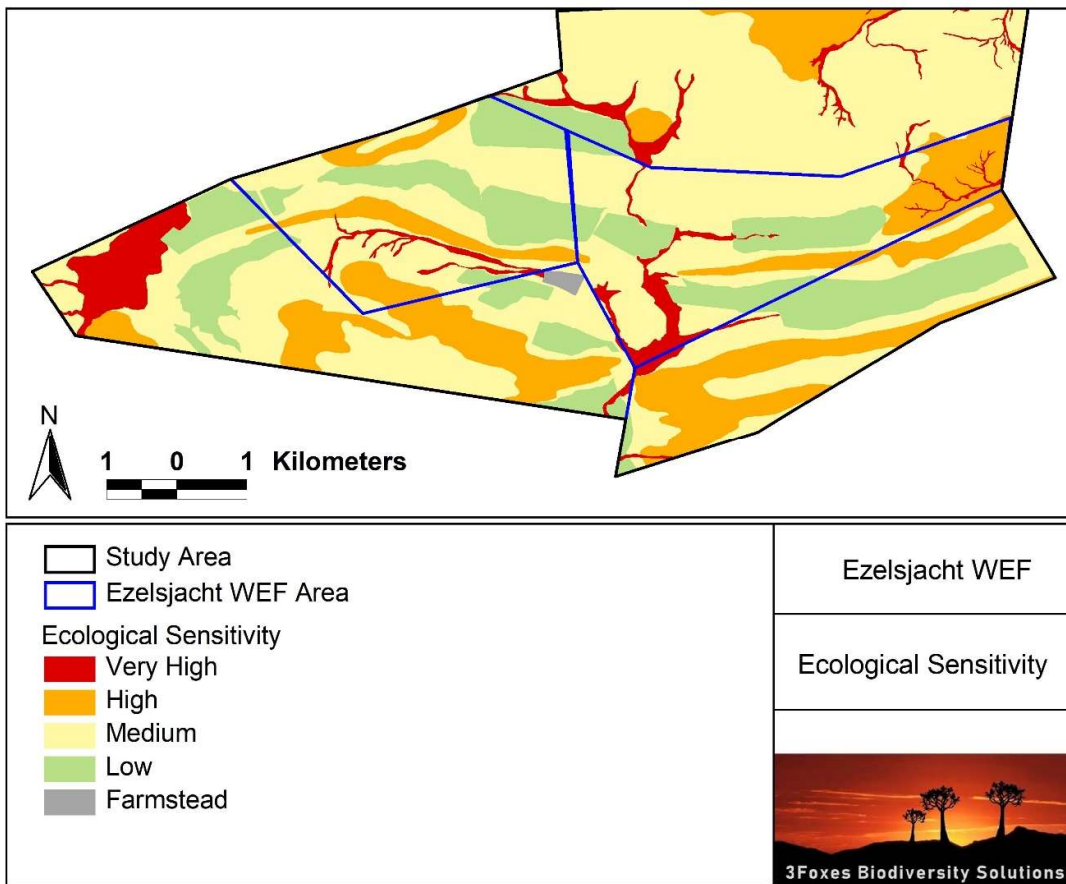 N
1 0 1 Kilometers
Study Area
Ezelsjacht WEF Area
Ecological Sensitivity
Very High
High
Medium
Low
Farmstead
Ezelsjacht WEF
Ecological Sensitivity
3Foxes Biodiversity Solutions